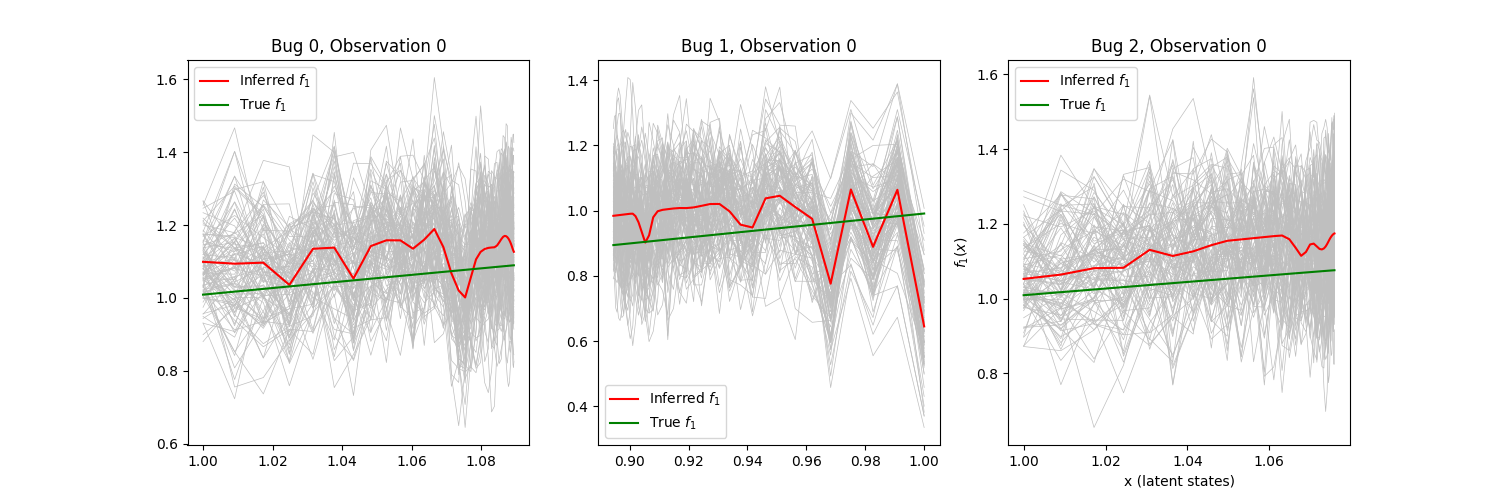 Bug 0, Observation 0
Inferred f₁
True f₁
1.6
1.4
1.2
1.0
0.8
0.6
1.00 1.02 1.04 1.06 1.08
Bug 1, Observation 0
1.4
1.2
1.0
0.8
0.6
0.4
Inferred f₁
True f₁
0.90 0.92 0.94 0.96 0.98 1.00
Bug 2, Observation 0
Inferred f₁
True f₁
f₁(x)
1.6
1.4
1.2
1.0
0.8
1.00 1.02 1.04 1.06
x (latent states)